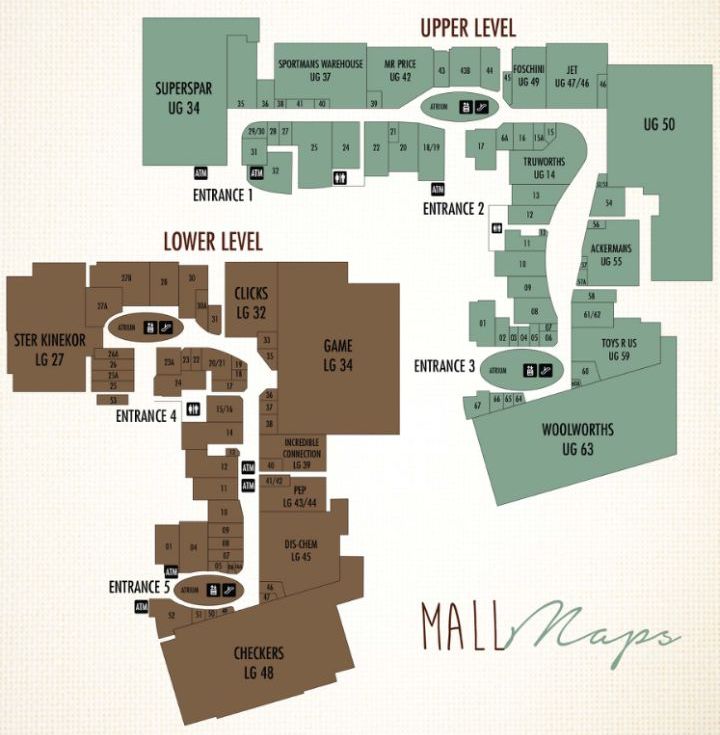 UPPER LEVEL
SUPERSPAR
UG 34
35
36
SPORTMANS WAREHOUSE
UG 37
38
41
40
39
MR PRICE
UG 42
43
43B
44
45
FOSCHINI
UG 49
JET
UG 47/46
46
UG 50
ATRIUM
29/30
28
27
31
32
25
24
22
21
20
18/19
17
6A
16
15A
15
TRUWORTHS
UG 14
13
12
11
10
09
08
07
06
05
04
03
02
01
ATM
ATM
ATM
ENTRANCE 1
ENTRANCE 2
54
56
ACKERMANS
UG 55
57
57A
58
61/62
TOYS R US
UG 59
60
ENTRANCE 3
ATRIUM
67
66
65
64
WOOLWORTHS
UG 63
LOWER LEVEL
STER KINEKOR
LG 27
27A
27B
28
30
30A
31
ATRIUM
CLICKS
LG 32
33
35
GAME
LG 34
26A
26
25A
25
53
23A
23
22
20/21
19
18
17
24
ENTRANCE 4
15/16
14
13
12
11
10
09
08
07
05
04
01
36
37
38
INCREDIBLE
CONNECTION
LG 39
40
ATM
ATM
41/42
PEP
LG 43/44
DIS-CHEM
LG 45
46
47
ATM
ENTRANCE 5
ATRIUM
ATM
52
51
50
CHECKERS
LG 48
MALL Maps